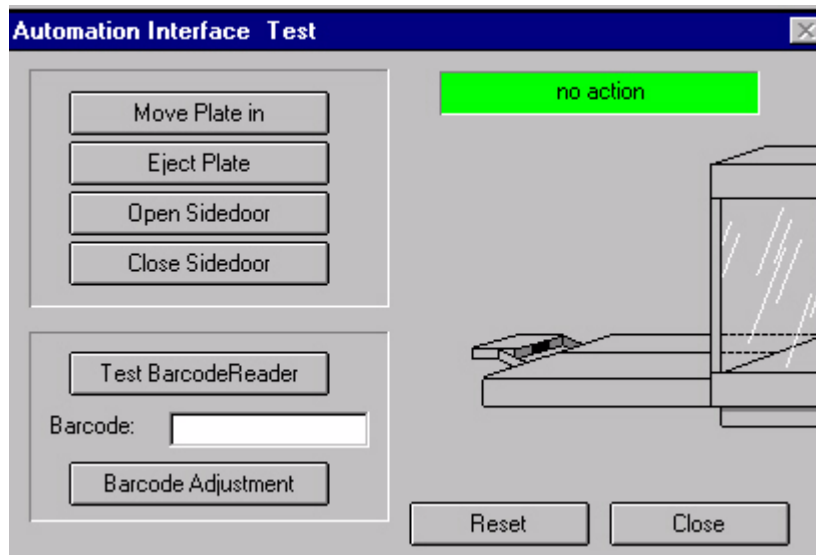 Automation Interface Test
no action
Move Plate in
Eject Plate
Open Sidedoor
Close Sidedoor
Test BarcodeReader
Barcode:
Barcode Adjustment
Reset
Close